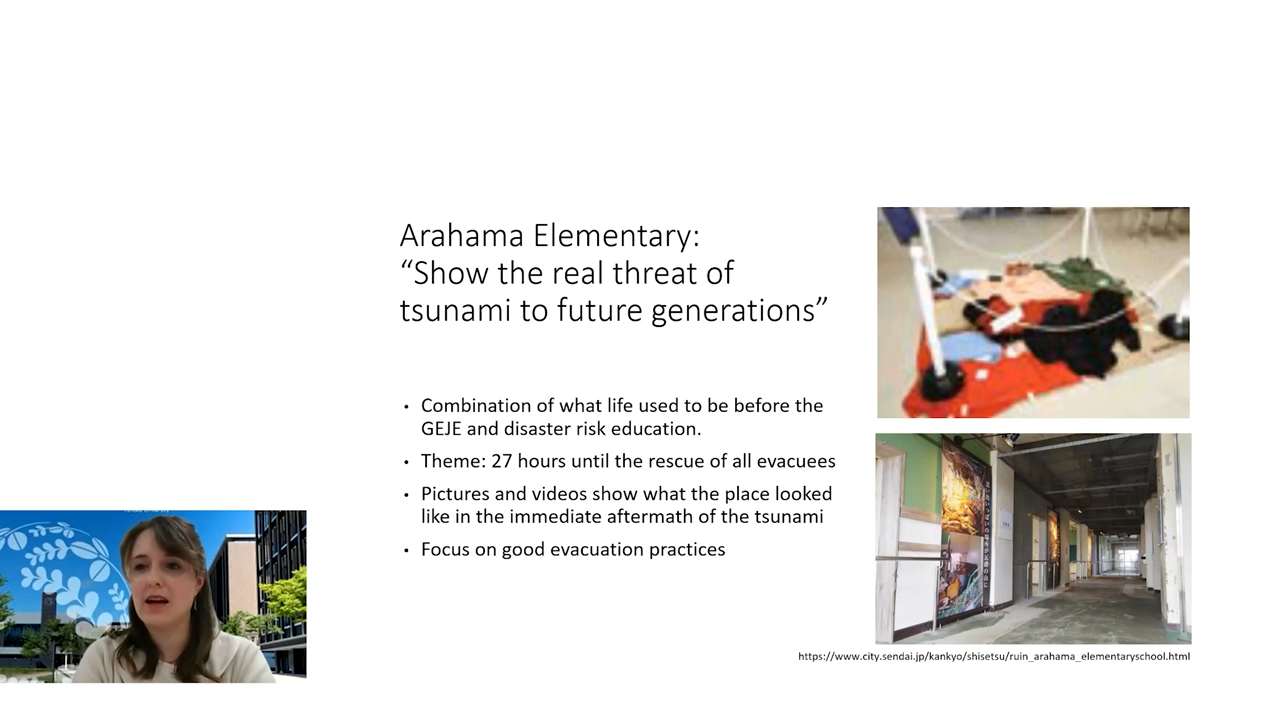 Arahama Elementary:
“Show the real threat of
tsunami to future generations”
• Combination of what life used to be before the
GEJE and disaster risk education.
• Theme: 27 hours until the rescue of all evacuees
• Pictures and videos show what the place looked
like in the immediate aftermath of the tsunami
• Focus on good evacuation practices
https://www.city.sendai.jp/kankyo/shisetsu/ruin_arahama_elementaryschool.html